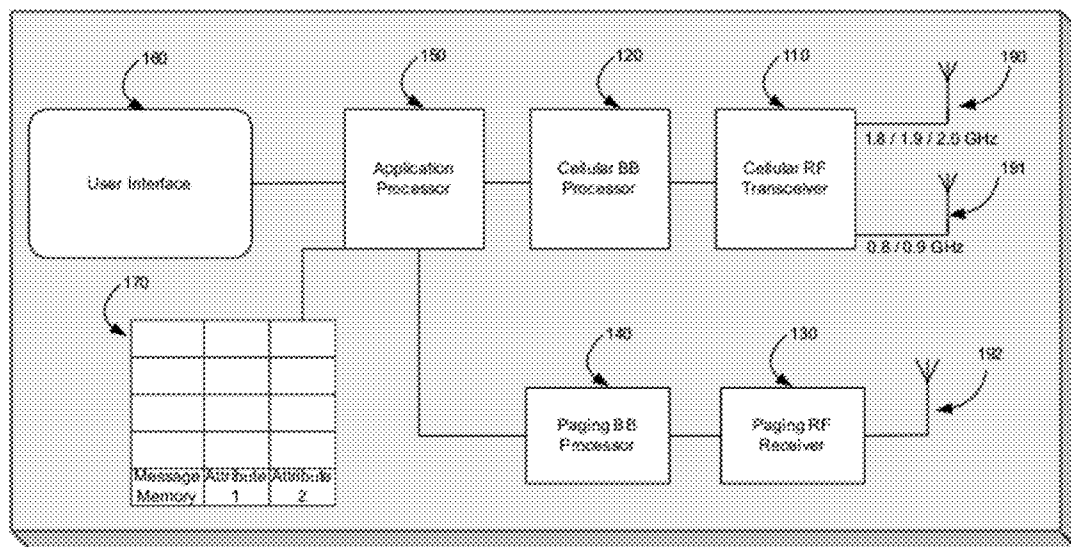 160
150
120
110
190
User Interface
Application
Processor
Cellular BB
Processor
Cellular RF
Transceiver
1.8 / 1.9 / 2.0 GHz
191
0.8 / 0.9 GHz
170
140
130
192
Paging BB
Processor
Paging RF
Receiver
Message
Memory
Attribute
1
Attribute
2